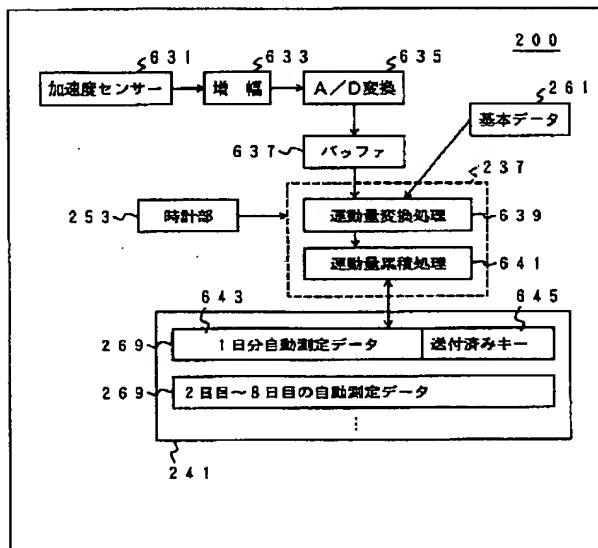 200
631 633 635
加速度センサー 増 幅 A/D変換 261
基本データ
637 バッファ 237
253 時計部 運動量変換処理 639
運動量累積処理 641
643 645
269 1日分自動測定データ 送付済みキー
269 2日目〜8日目の自動測定データ
⋮
241